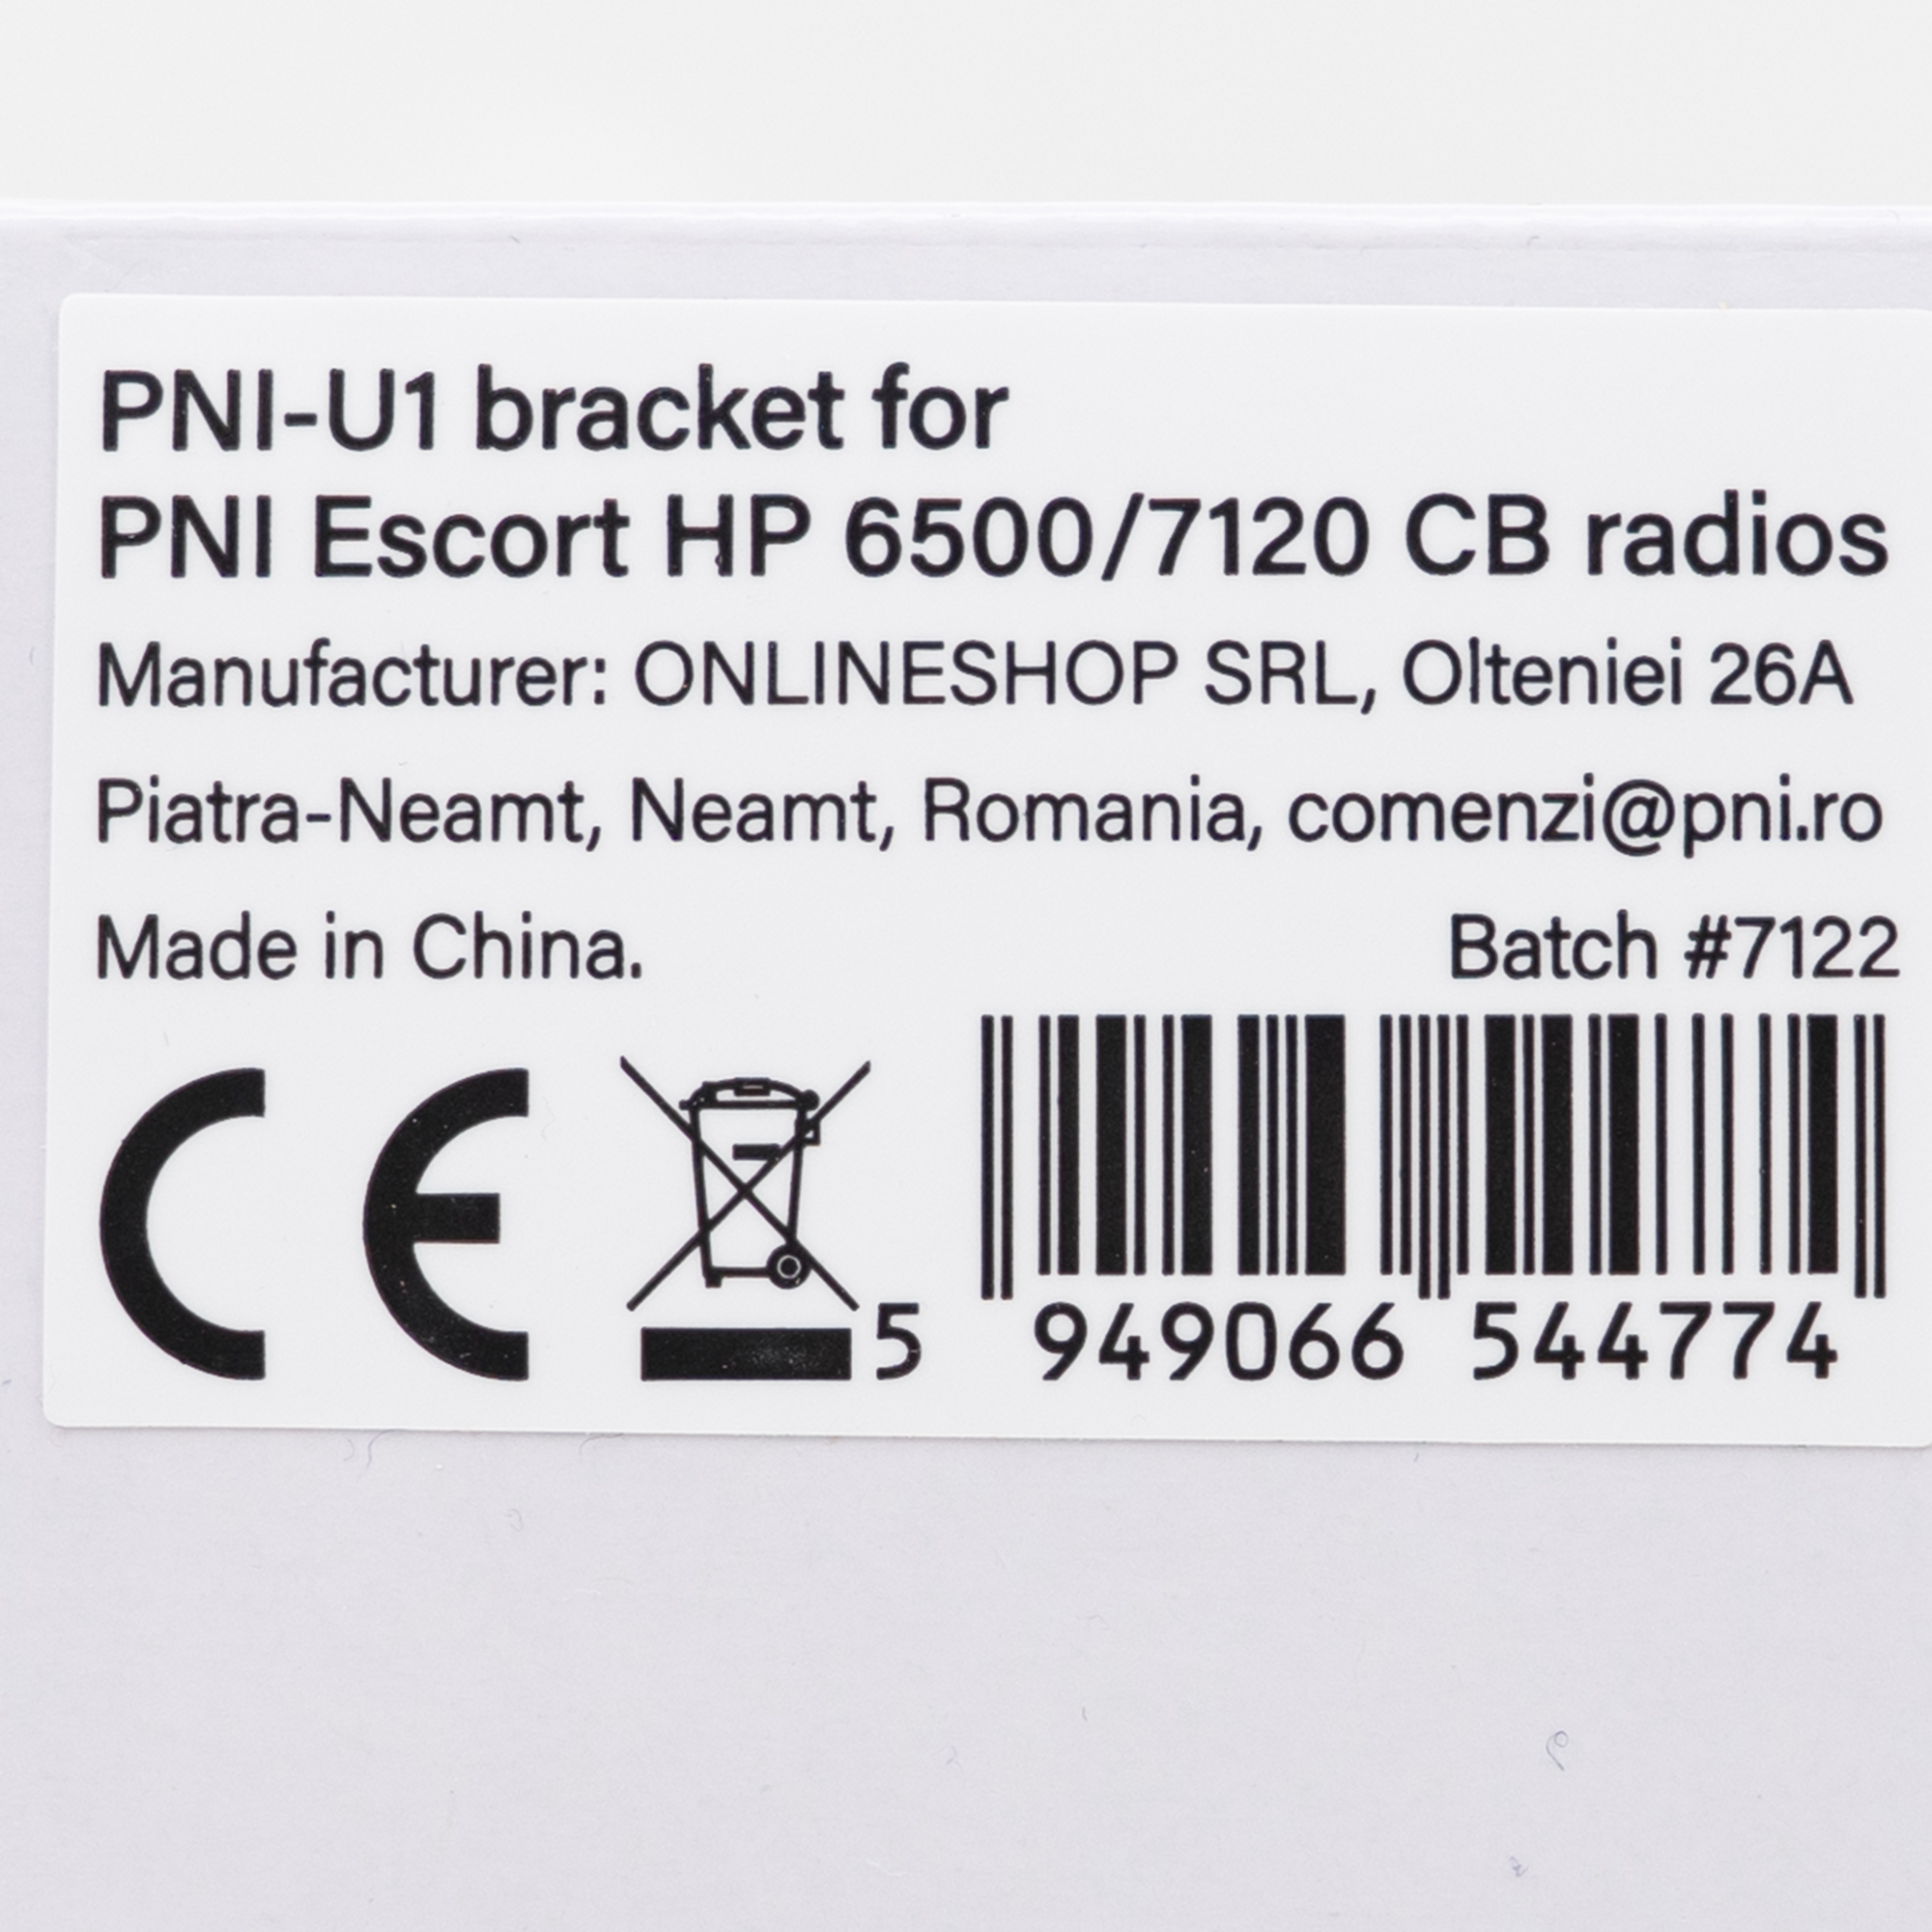 PNI-U1 bracket for
PNI Escort HP 6500/7120 CB radios
Manufacturer: ONLINESHOP SRL, Olteniei 26A
Piatra-Neamt, Neamt, Romania, comenzi@pni.ro
Made in China.
Batch #7122
CE
5 949066 544774